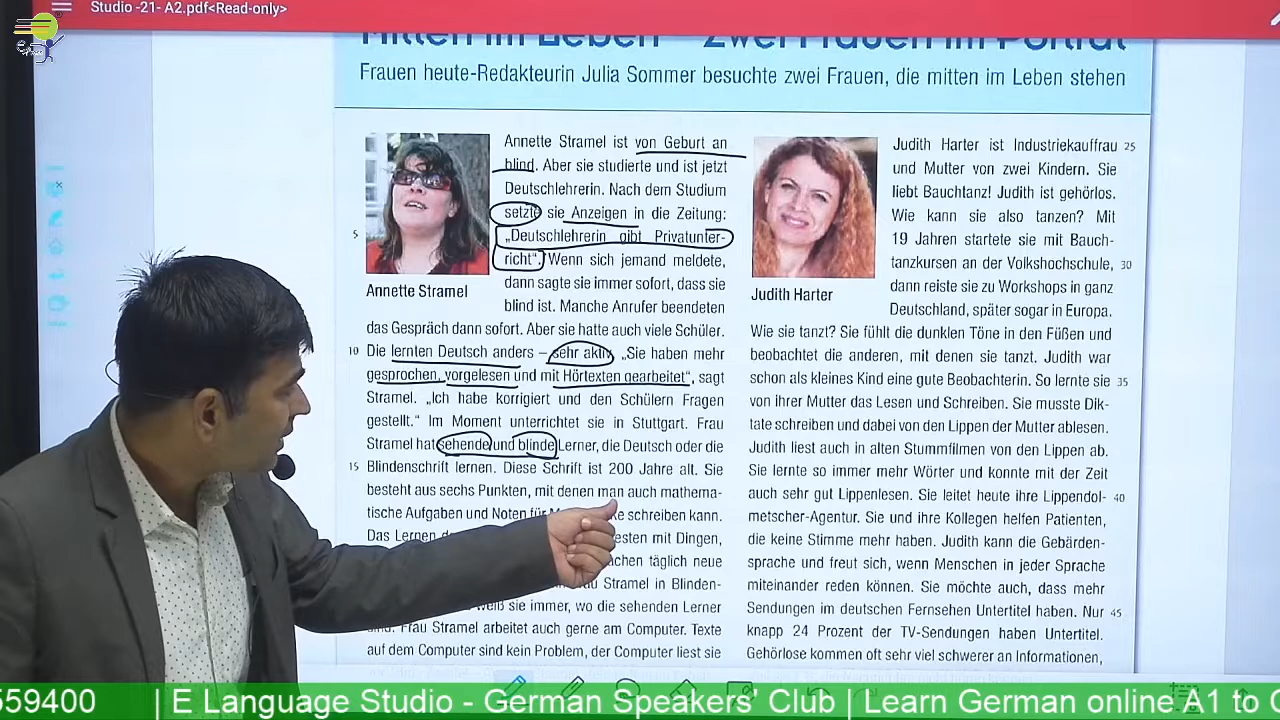 Studio -21- A2.pdf<Read-only>
Mitten im Leben – Zwei Frauen im Porträt
Frauen heute-Redakteurin Julia Sommer besuchte zwei Frauen, die mitten im Leben stehen
Annette Stramel ist von Geburt an
blind. Aber sie studierte und ist jetzt
Deutschlehrerin. Nach dem Studium
setzte sie Anzeigen in die Zeitung:
5 „Deutschlehrerin gibt Privatunter-
richt“. Wenn sich jemand meldete,
dann sagte sie immer sofort, dass sie
Annette Stramel
blind ist. Manche Anrufer beendeten
das Gespräch dann sofort. Aber sie hatte auch viele Schüler.
10 Die lernten Deutsch anders – sehr aktiv. „Sie haben mehr
gesprochen, vorgelesen und mit Hörtexten gearbeitet“, sagt
Stramel. „Ich habe korrigiert und den Schülern Fragen
gestellt.“ Im Moment unterrichtet sie in Stuttgart. Frau
Stramel hat sehende und blinde Lerner, die Deutsch oder die
15 Blindenschrift lernen. Diese Schrift ist 200 Jahre alt. Sie
besteht aus sechs Punkten, mit denen man auch mathema-
tische Aufgaben und Noten für schreiben kann.
Das Lernen mit Dingen,
täglich neue
Stramel in Blinden-
sie immer, wo die sehenden Lerner
Frau Stramel arbeitet auch gerne am Computer. Texte
auf dem Computer sind kein Problem, der Computer liest sie
Judith Harter ist Industriekauffrau 25
und Mutter von zwei Kindern. Sie
liebt Bauchtanz! Judith ist gehörlos.
Wie kann sie also tanzen? Mit
19 Jahren startete sie mit Bauch-
tanzkursen an der Volkshochschule, 30
dann reiste sie zu Workshops in ganz
Judith Harter
Deutschland, später sogar in Europa.
Wie sie tanzt? Sie fühlt die dunklen Töne in den Füßen und
beobachtet die anderen, mit denen sie tanzt. Judith war
schon als kleines Kind eine gute Beobachterin. So lernte sie 35
von ihrer Mutter das Lesen und Schreiben. Sie musste Dik-
tate schreiben und dabei von den Lippen der Mutter ablesen.
Judith liest auch in alten Stummfilmen von den Lippen ab.
Sie lernte so immer mehr Wörter und konnte mit der Zeit
auch sehr gut Lippenlesen. Sie leitet heute ihre Lippendol- 40
metscher-Agentur. Sie und ihre Kollegen helfen Patienten,
die keine Stimme mehr haben. Judith kann die Gebärden-
sprache und freut sich, wenn Menschen in jeder Sprache
miteinander reden können. Sie möchte auch, dass mehr
Sendungen im deutschen Fernsehen Untertitel haben. Nur 45
knapp 24 Prozent der TV-Sendungen haben Untertitel.
Gehörlose kommen oft sehr viel schwerer an Informationen,
559400 | E Language Studio - German Speakers' Club | Learn German online A1 to C